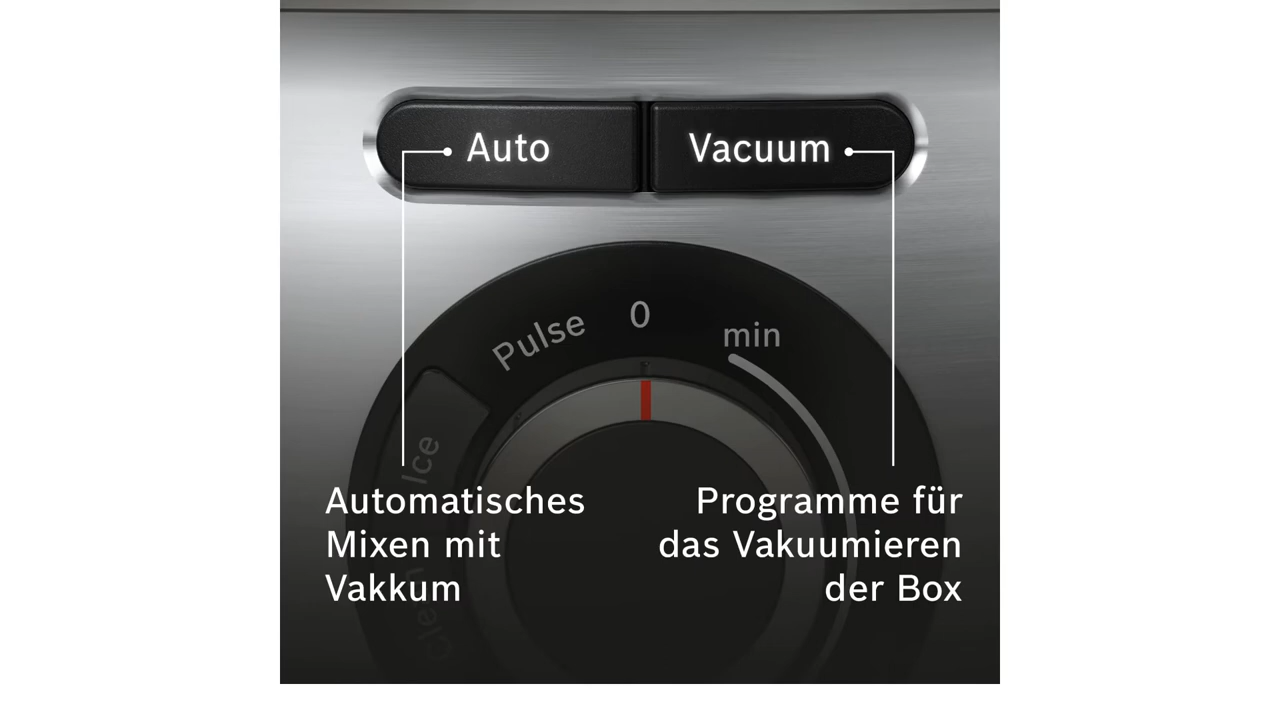 Auto
Vacuum
Pulse
0
min
Ice
Automatisches
Mixen mit
Vakkum
Programme für
das Vakuumieren
der Box